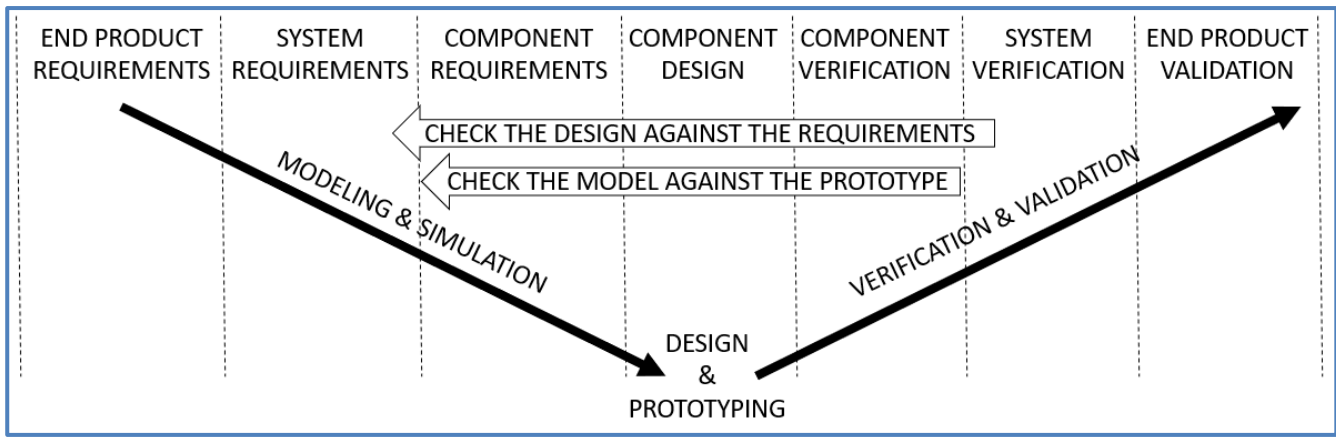 END PRODUCT
REQUIREMENTS
SYSTEM
REQUIREMENTS
COMPONENT
REQUIREMENTS
COMPONENT
DESIGN
COMPONENT
VERIFICATION
SYSTEM
VERIFICATION
END PRODUCT
VALIDATION
CHECK THE DESIGN AGAINST THE REQUIREMENTS
CHECK THE MODEL AGAINST THE PROTOTYPE
MODELING & SIMULATION
VERIFICATION & VALIDATION
DESIGN
&
PROTOTYPING